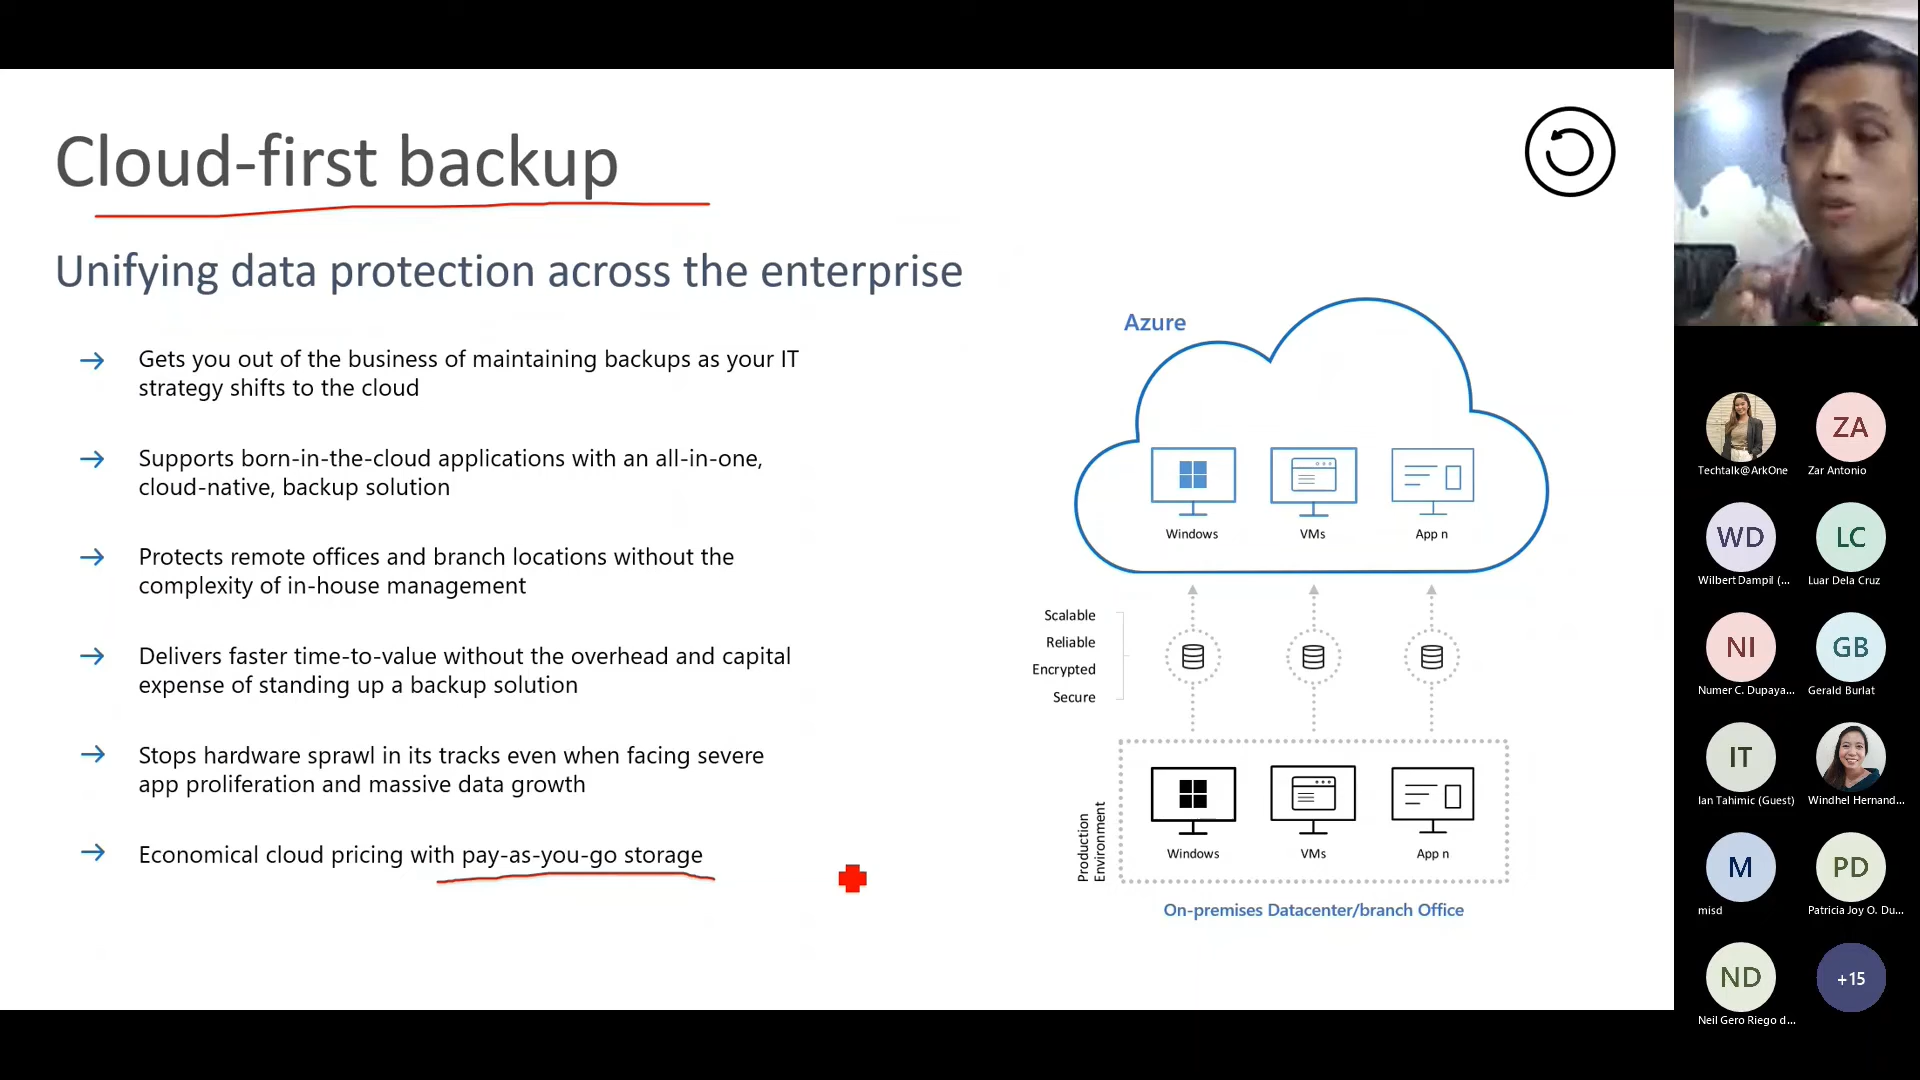 Cloud-first backup
Unifying data protection across the enterprise
Gets you out of the business of maintaining backups as your IT
strategy shifts to the cloud
Supports born-in-the-cloud applications with an all-in-one,
cloud-native, backup solution
Protects remote offices and branch locations without the
complexity of in-house management
Delivers faster time-to-value without the overhead and capital
expense of standing up a backup solution
Stops hardware sprawl in its tracks even when facing severe
app proliferation and massive data growth
Economical cloud pricing with pay-as-you-go storage
Azure
Windows
VMs
App n
Scalable
Reliable
Encrypted
Secure
Production
Environment
Windows
VMs
App n
On-premises Datacenter/branch Office
Techtalk@ArkOne
ZA
Zar Antonio
WD
Wilbert Dampil (...
LC
Luar Dela Cruz
NI
Numer C. Dupaya...
GB
Gerald Burlat
IT
Ian Tahimic (Guest)
Windhel Hernand...
M
misd
PD
Patricia Joy O. Du...
ND
Neil Gero Riego d...
+15